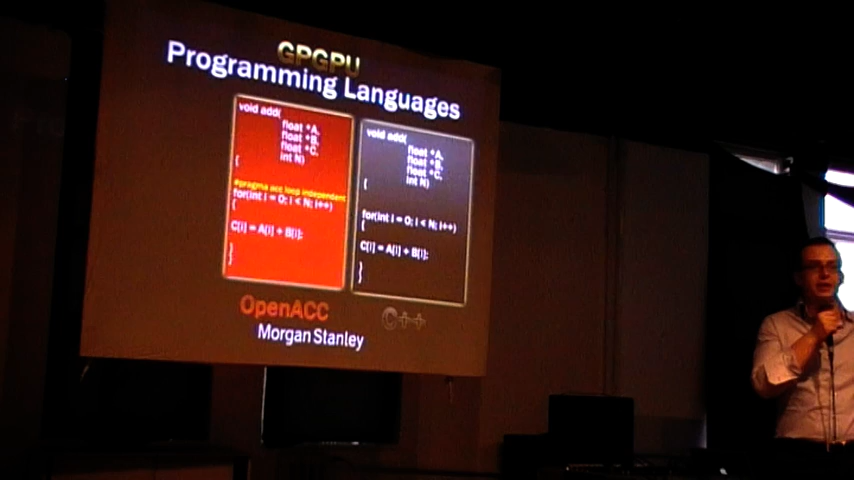 GPGPU
Programming Languages
void add(
float *A,
float *B,
float *C,
int N)
{
#pragma acc loop independent
for(int i = 0; i < N; i++)
{
C[i] = A[i] + B[i];
}
}
void add(
float *A,
float *B,
float *C,
int N)
{
for(int i = 0; i < N; i++)
{
C[i] = A[i] + B[i];
}
}
OpenACC
C++
Morgan Stanley